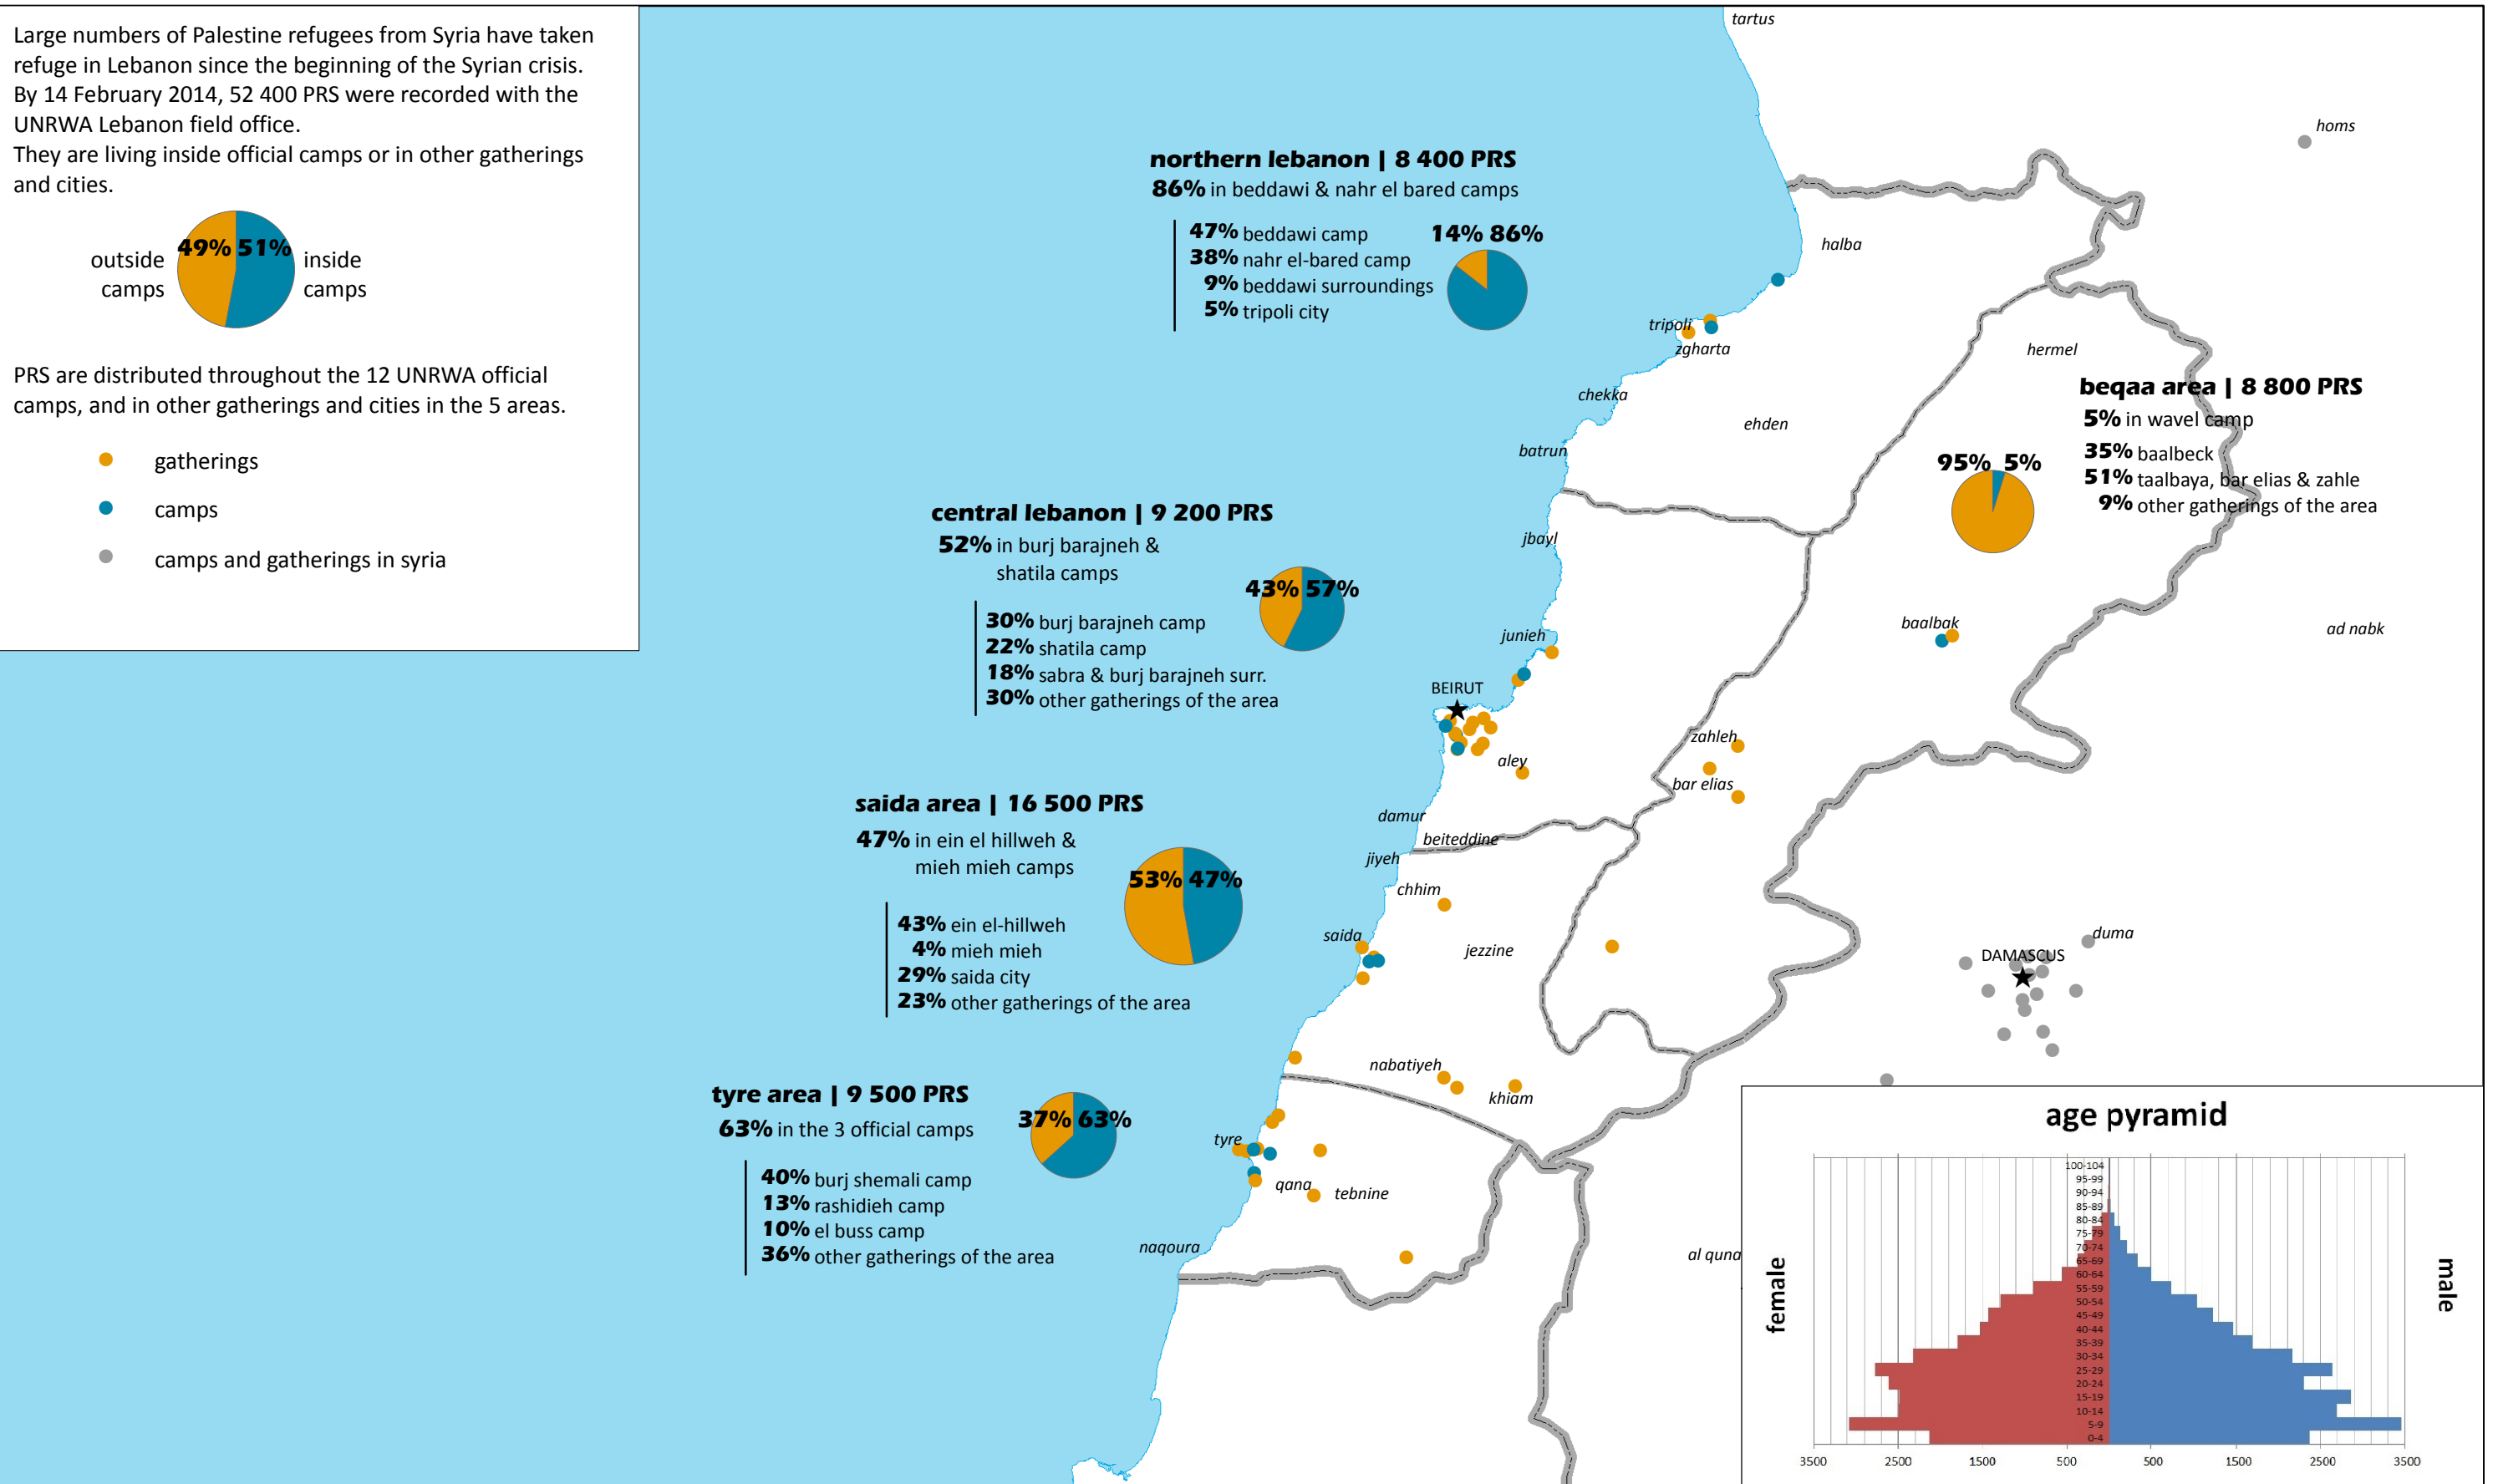 Large numbers of Palestine refugees from Syria have taken
refuge in Lebanon since the beginning of the Syrian crisis.
By 14 February 2014, 52 400 PRS were recorded with the
UNRWA Lebanon field office.
They are living inside official camps or in other gatherings
and cities.
49% 51%
outside
camps
inside
camps
PRS are distributed throughout the 12 UNRWA official
camps, and in other gatherings and cities in the 5 areas.
gatherings
camps
camps and gatherings in syria
northern lebanon | 8 400 PRS
86% in beddawi & nahr el bared camps
47% beddawi camp
38% nahr el-bared camp
9% beddawi surroundings
5% tripoli city
14% 86%
central lebanon | 9 200 PRS
52% in burj barajneh &
shatila camps
30% burj barajneh camp
22% shatila camp
18% sabra & burj barajneh surr.
30% other gatherings of the area
43% 57%
saida area | 16 500 PRS
47% in ein el hillweh &
mieh mieh camps
43% ein el-hillweh
4% mieh mieh
29% saida city
23% other gatherings of the area
53% 47%
tyre area | 9 500 PRS
63% in the 3 official camps
40% burj shemali camp
13% rashidieh camp
10% el buss camp
36% other gatherings of the area
37% 63%
beqaa area | 8 800 PRS
5% in wavel camp
35% baalbeck
51% taalbaya, bar elias & zahle
9% other gatherings of the area
95% 5%
tartus
homs
halba
tripoli
zgharta
hermel
chekka
ehden
batrun
jbayl
junieh
baalbak
ad nabk
BEIRUT
zahleh
aley
bar elias
damur
beiteddine
jiyeh
chhim
saida
jezzine
duma
DAMASCUS
nabatiyeh
khiam
tyre
qana
tebnine
naqoura
al quna
age pyramid
female
male
100-104
95-99
90-94
85-89
80-84
75-79
70-74
65-69
60-64
55-59
50-54
45-49
40-44
35-39
30-34
25-29
20-24
15-19
10-14
5-9
0-4
3500 2500 1500 500 500 1500 2500 3500